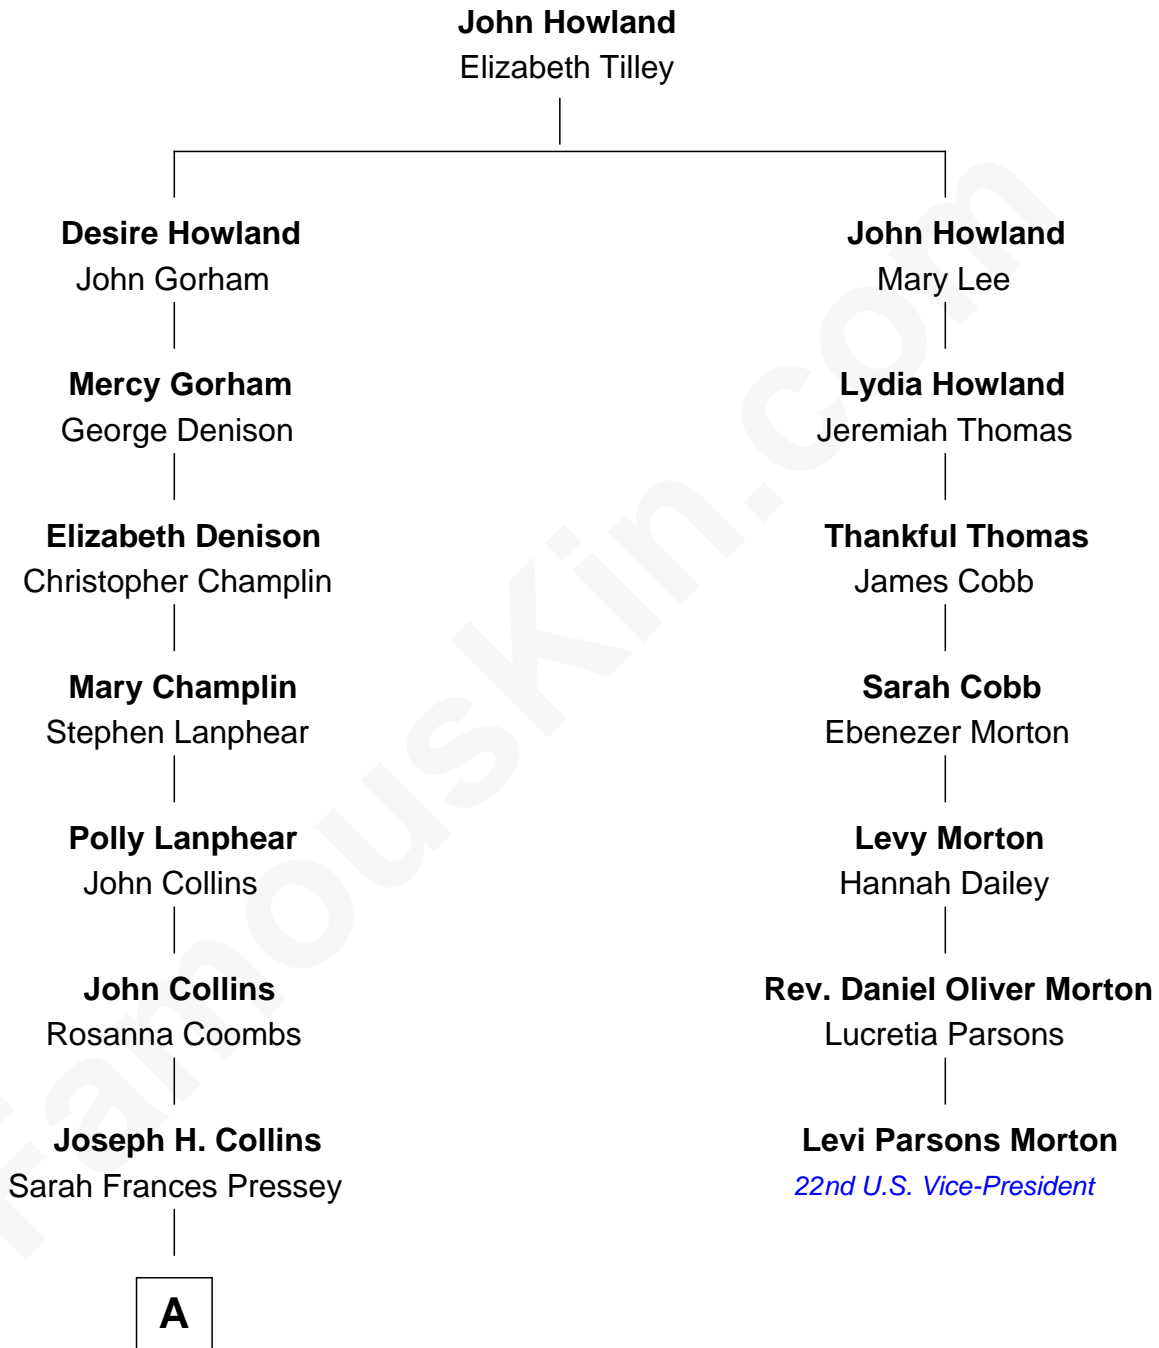 John Howland
Elizabeth Tilley
Desire Howland
John Gorham
John Howland
Mary Lee
Mercy Gorham
George Denison
Lydia Howland
Jeremiah Thomas
Elizabeth Denison
Christopher Champlin
Thankful Thomas
James Cobb
Mary Champlin
Stephen Lanphear
Sarah Cobb
Ebenezer Morton
Polly Lanphear
John Collins
Levy Morton
Hannah Dailey
John Collins
Rosanna Coombs
Rev. Daniel Oliver Morton
Lucretia Parsons
Joseph H. Collins
Sarah Frances Pressey
Levi Parsons Morton
22nd U.S. Vice-President
A
FamousKin.com